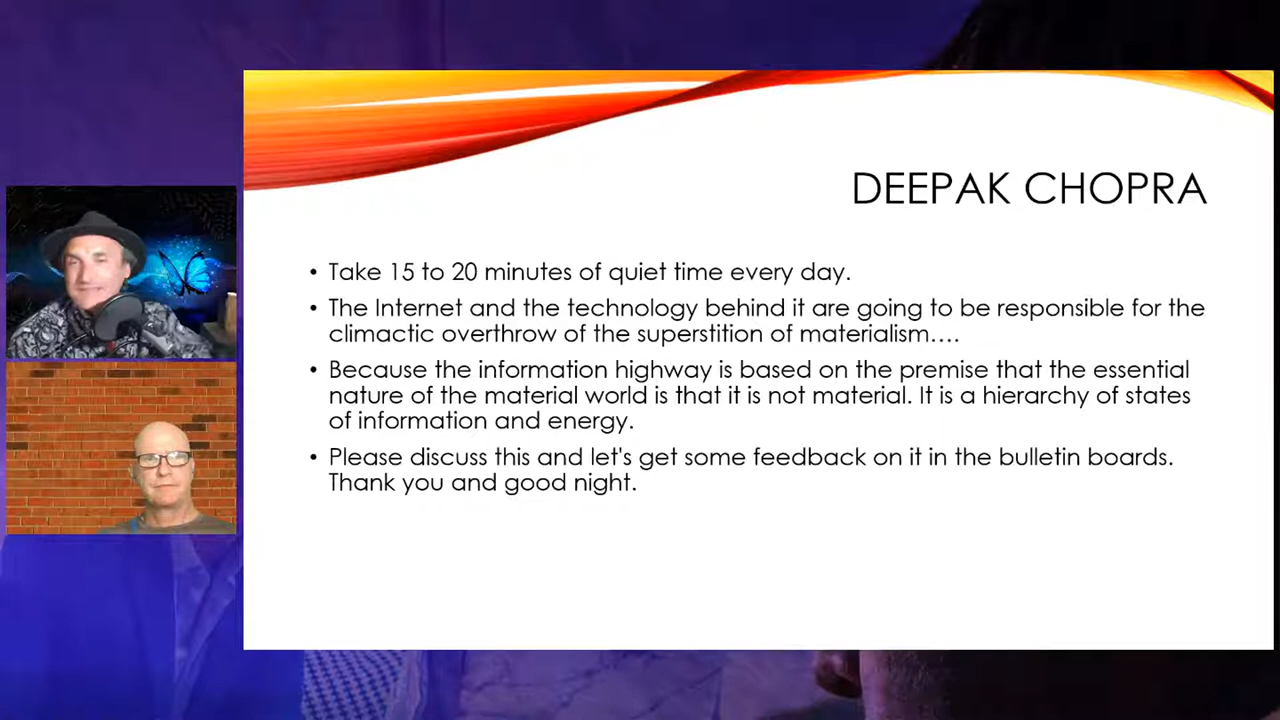 DEEPAK CHOPRA
• Take 15 to 20 minutes of quiet time every day.
• The Internet and the technology behind it are going to be responsible for the
climactic overthrow of the superstition of materialism….
• Because the information highway is based on the premise that the essential
nature of the material world is that it is not material. It is a hierarchy of states
of information and energy.
• Please discuss this and let's get some feedback on it in the bulletin boards.
Thank you and good night.